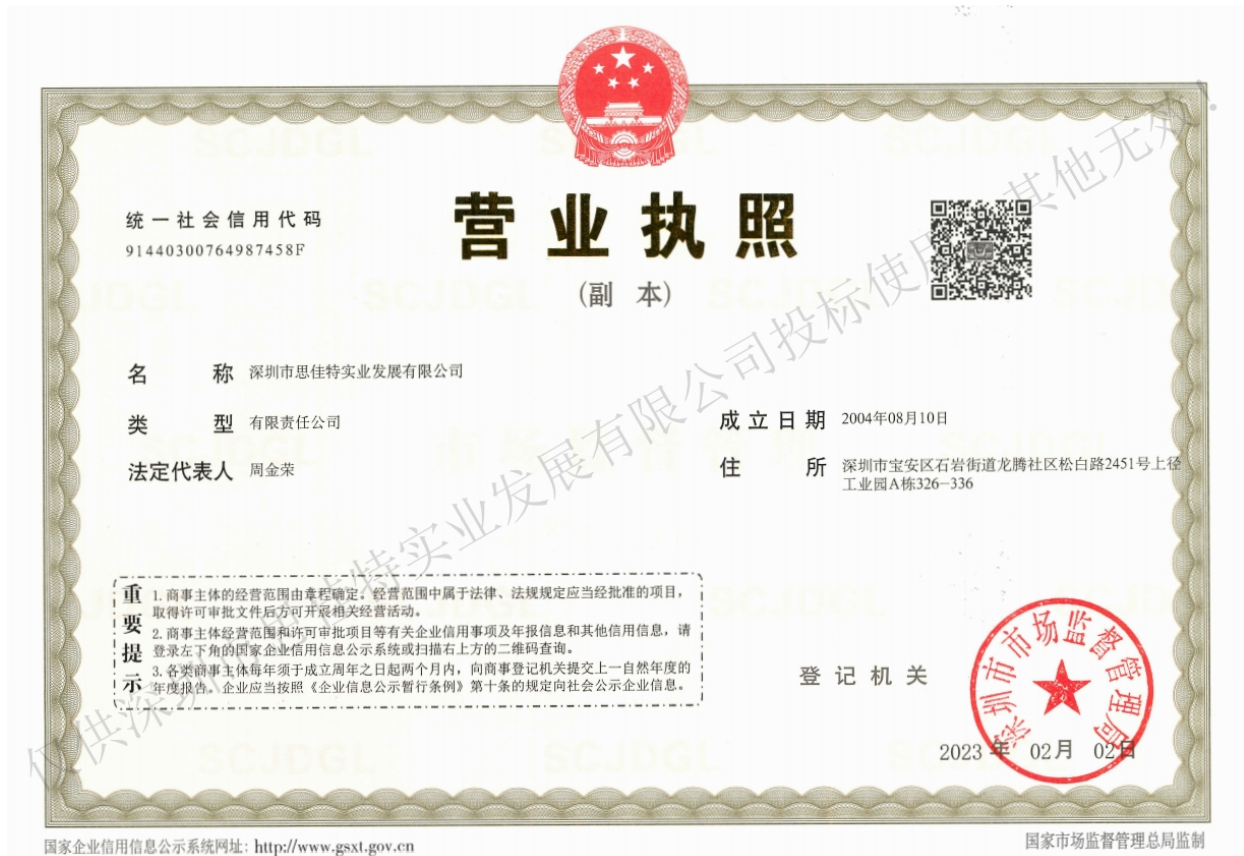 统一社会信用代码
91440300764987458F
营业执照
(副 本)
名 称 深圳市思佳特实业发展有限公司
类 型 有限责任公司
法定代表人 周金荣
成立日期 2004年08月10日
住 所 深圳市宝安区石岩街道龙腾社区松白路2451号上径
工业园A栋326-336
重要提示
1.商事主体的经营范围由章程确定。经营范围中属于法律、法规规定应当经批准的项目,
取得许可审批文件后方可开展相关经营活动。
2.商事主体经营范围和许可审批项目等有关企业信用事项及年报信息和其他信用信息,请
登录左下角的国家企业信用信息公示系统或扫描右上方的二维码查询。
3.各类商事主体每年须于成立周年之日起两个月内,向商事登记机关提交上一自然年度的
年度报告。企业应当按照《企业信息公示暂行条例》第十条的规定向社会公示企业信息。
登记机关
深圳市市场监督管理局
2023 年 02月 02日
国家企业信用信息公示系统网址:http://www.gsxt.gov.cn
国家市场监督管理总局监制
仅供深圳市思佳特实业发展有限公司投标使用,其他无效!
SCJDGL